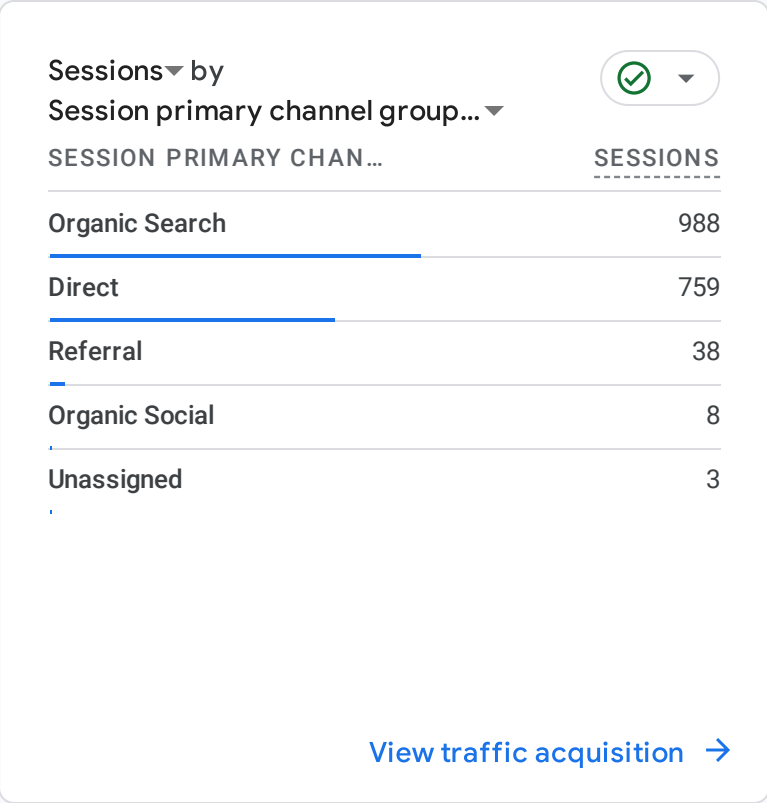 Sessions by
Session primary channel group...
SESSION PRIMARY CHAN... SESSIONS
Organic Search 988
Direct 759
Referral 38
Organic Social 8
Unassigned 3
View traffic acquisition